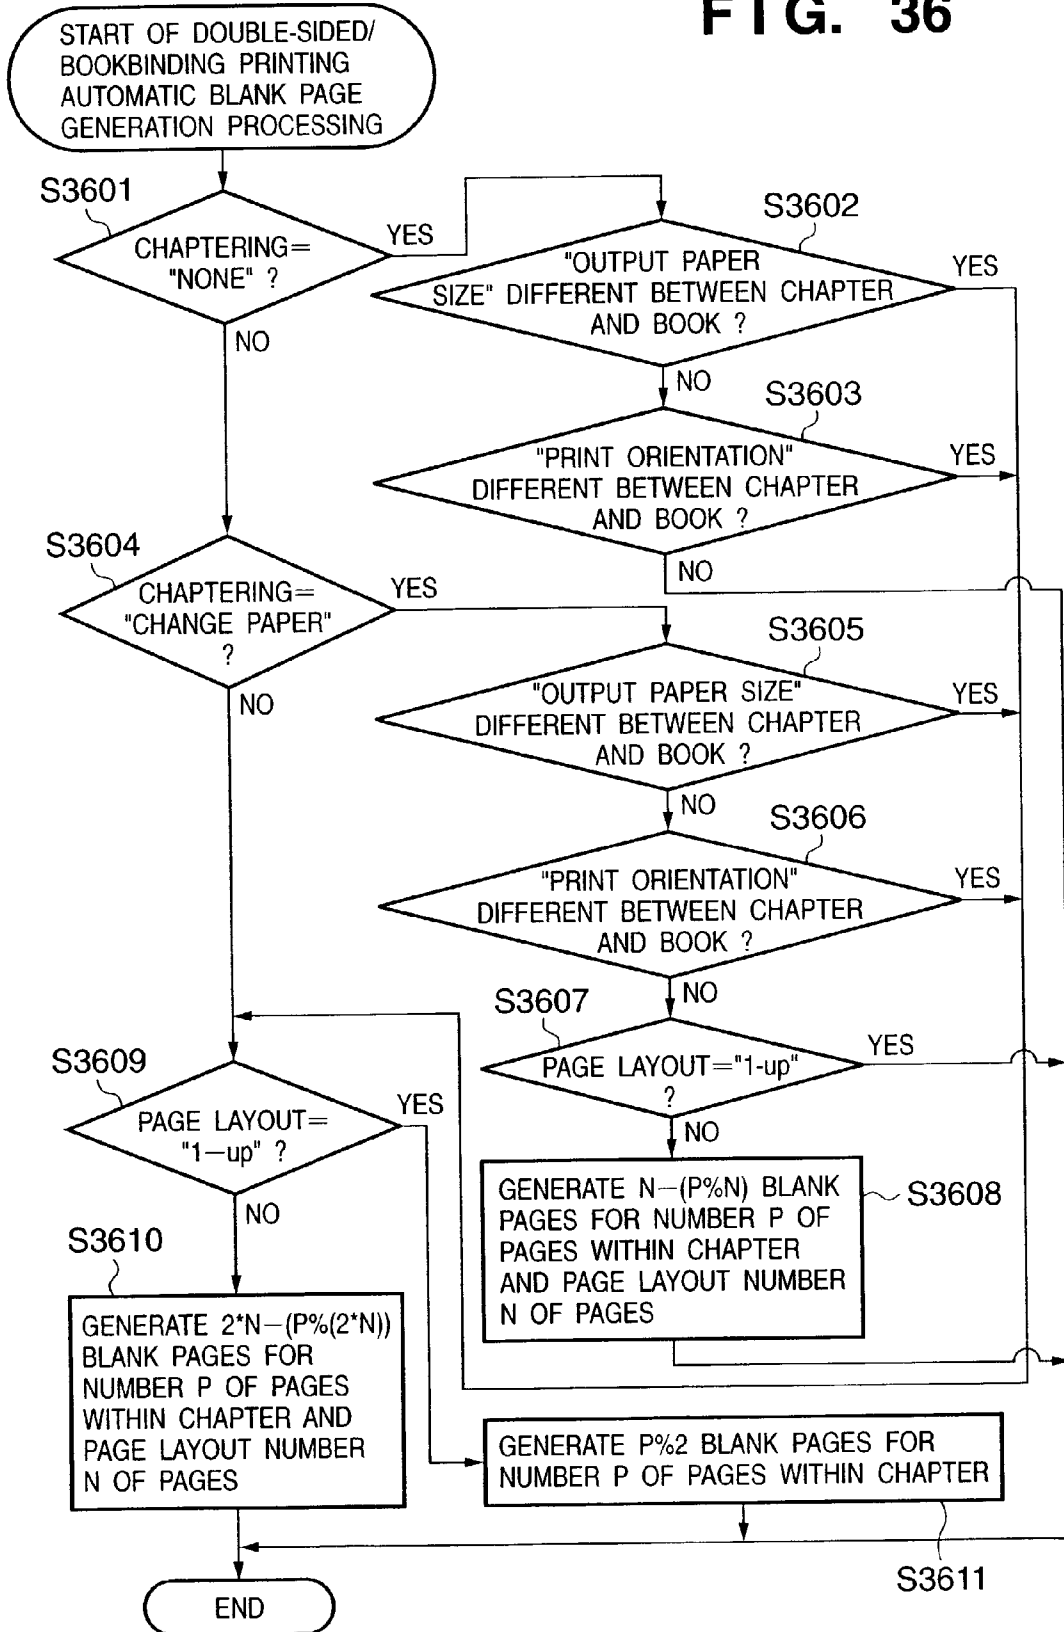 FIG. 36
START OF DOUBLE-SIDED/
BOOKBINDING PRINTING
AUTOMATIC BLANK PAGE
GENERATION PROCESSING
S3601
CHAPTERING=
"NONE" ?
YES
NO
S3602
"OUTPUT PAPER
SIZE" DIFFERENT BETWEEN CHAPTER
AND BOOK ?
YES
NO
S3603
"PRINT ORIENTATION"
DIFFERENT BETWEEN CHAPTER
AND BOOK ?
YES
NO
S3604
CHAPTERING=
"CHANGE PAPER"
?
YES
NO
S3605
"OUTPUT PAPER SIZE"
DIFFERENT BETWEEN CHAPTER
AND BOOK ?
YES
NO
S3606
"PRINT ORIENTATION"
DIFFERENT BETWEEN CHAPTER
AND BOOK ?
YES
NO
S3607
PAGE LAYOUT="1-up"
?
YES
NO
S3608
GENERATE N-(P%N) BLANK
PAGES FOR NUMBER P OF
PAGES WITHIN CHAPTER
AND PAGE LAYOUT NUMBER
N OF PAGES
S3609
PAGE LAYOUT=
"1-up" ?
YES
NO
S3610
GENERATE 2*N-(P%(2*N))
BLANK PAGES FOR
NUMBER P OF PAGES
WITHIN CHAPTER AND
PAGE LAYOUT NUMBER
N OF PAGES
GENERATE P%2 BLANK PAGES FOR
NUMBER P OF PAGES WITHIN CHAPTER
S3611
END